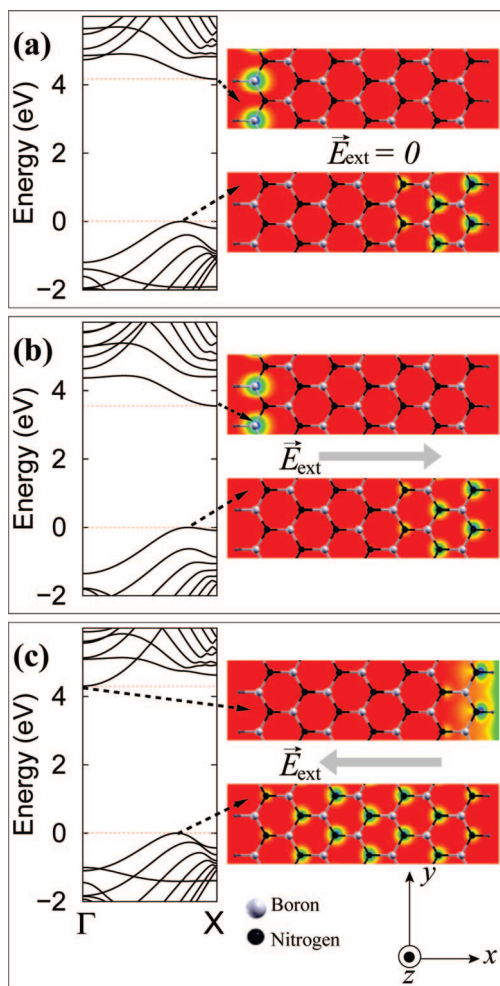 (a)
Energy (eV)
4
2
0
−2
E⃗ext = 0
(b)
Energy (eV)
4
2
0
−2
E⃗ext
(c)
Energy (eV)
4
2
0
−2
Γ X
E⃗ext
Boron
Nitrogen
y
x
z